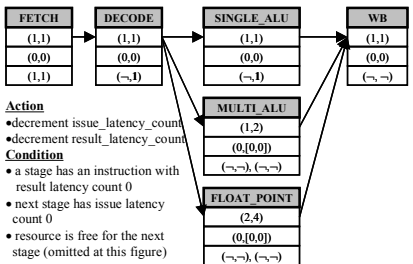 FETCH
(1,1)
(0,0)
(1,1)
DECODE
(1,1)
(0,0)
(¬,1)
SINGLE_ALU
(1,1)
(0,0)
(¬,1)
WB
(1,1)
(0,0)
(¬, ¬)
MULTI_ALU
(1,2)
(0,[0,0])
(¬,¬), (¬,¬)
FLOAT_POINT
(2,4)
(0,[0,0])
(¬,¬), (¬,¬)
Action
•decrement issue_latency_count
•decrement result_latency_count
Condition
• a stage has an instruction with
result latency count 0
• next stage has issue latency
count 0
• resource is free for the next
stage (omitted at this figure)